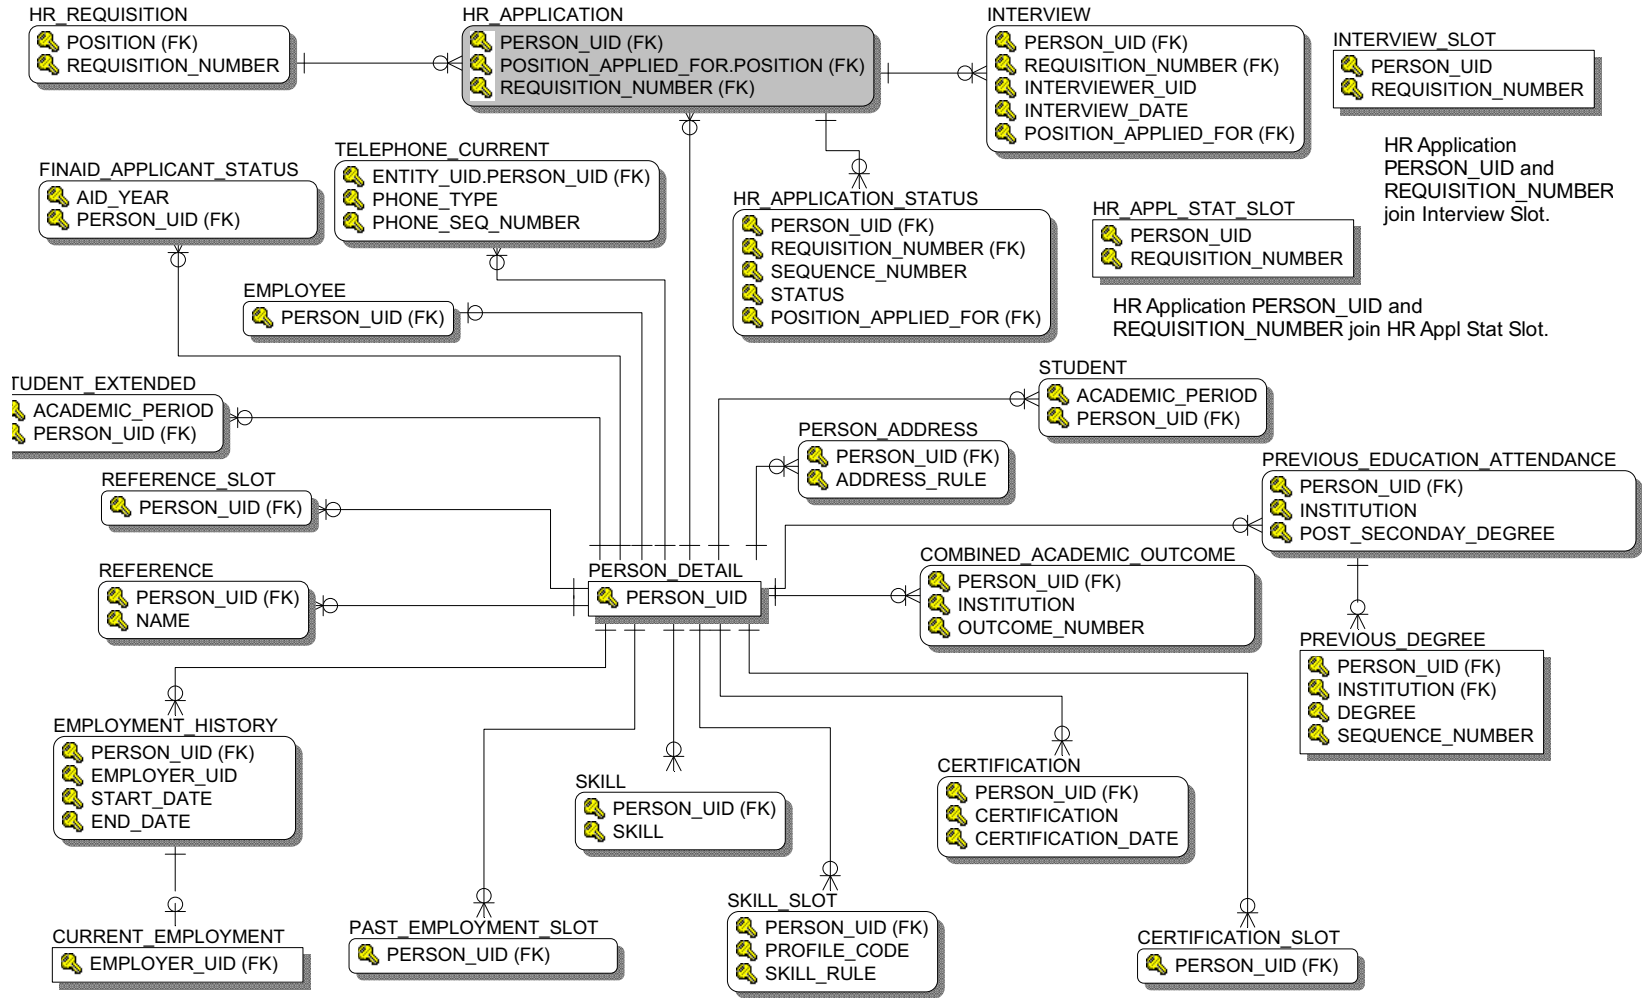 HR_REQUISITION
POSITION (FK)
REQUISITION_NUMBER
HR_APPLICATION
PERSON_UID (FK)
POSITION_APPLIED_FOR.POSITION (FK)
REQUISITION_NUMBER (FK)
INTERVIEW
PERSON_UID (FK)
REQUISITION_NUMBER (FK)
INTERVIEWER_UID
INTERVIEW_DATE
POSITION_APPLIED_FOR (FK)
INTERVIEW_SLOT
PERSON_UID
REQUISITION_NUMBER
HR Application
PERSON_UID and
REQUISITION_NUMBER
join Interview Slot.
FINAID_APPLICANT_STATUS
AID_YEAR
PERSON_UID (FK)
TELEPHONE_CURRENT
ENTITY_UID.PERSON_UID (FK)
PHONE_TYPE
PHONE_SEQ_NUMBER
HR_APPLICATION_STATUS
PERSON_UID (FK)
REQUISITION_NUMBER (FK)
SEQUENCE_NUMBER
STATUS
POSITION_APPLIED_FOR (FK)
HR_APPL_STAT_SLOT
PERSON_UID
REQUISITION_NUMBER
HR Application PERSON_UID and
REQUISITION_NUMBER join HR Appl Stat Slot.
EMPLOYEE
PERSON_UID (FK)
TUDENT_EXTENDED
ACADEMIC_PERIOD
PERSON_UID (FK)
STUDENT
ACADEMIC_PERIOD
PERSON_UID (FK)
PERSON_ADDRESS
PERSON_UID (FK)
ADDRESS_RULE
PREVIOUS_EDUCATION_ATTENDANCE
PERSON_UID (FK)
INSTITUTION
POST_SECONDAY_DEGREE
REFERENCE_SLOT
PERSON_UID (FK)
REFERENCE
PERSON_UID (FK)
NAME
PERSON_DETAIL
PERSON_UID
COMBINED_ACADEMIC_OUTCOME
PERSON_UID (FK)
INSTITUTION
OUTCOME_NUMBER
PREVIOUS_DEGREE
PERSON_UID (FK)
INSTITUTION (FK)
DEGREE
SEQUENCE_NUMBER
EMPLOYMENT_HISTORY
PERSON_UID (FK)
EMPLOYER_UID
START_DATE
END_DATE
SKILL
PERSON_UID (FK)
SKILL
CERTIFICATION
PERSON_UID (FK)
CERTIFICATION
CERTIFICATION_DATE
CURRENT_EMPLOYMENT
EMPLOYER_UID (FK)
PAST_EMPLOYMENT_SLOT
PERSON_UID (FK)
SKILL_SLOT
PERSON_UID (FK)
PROFILE_CODE
SKILL_RULE
CERTIFICATION_SLOT
PERSON_UID (FK)